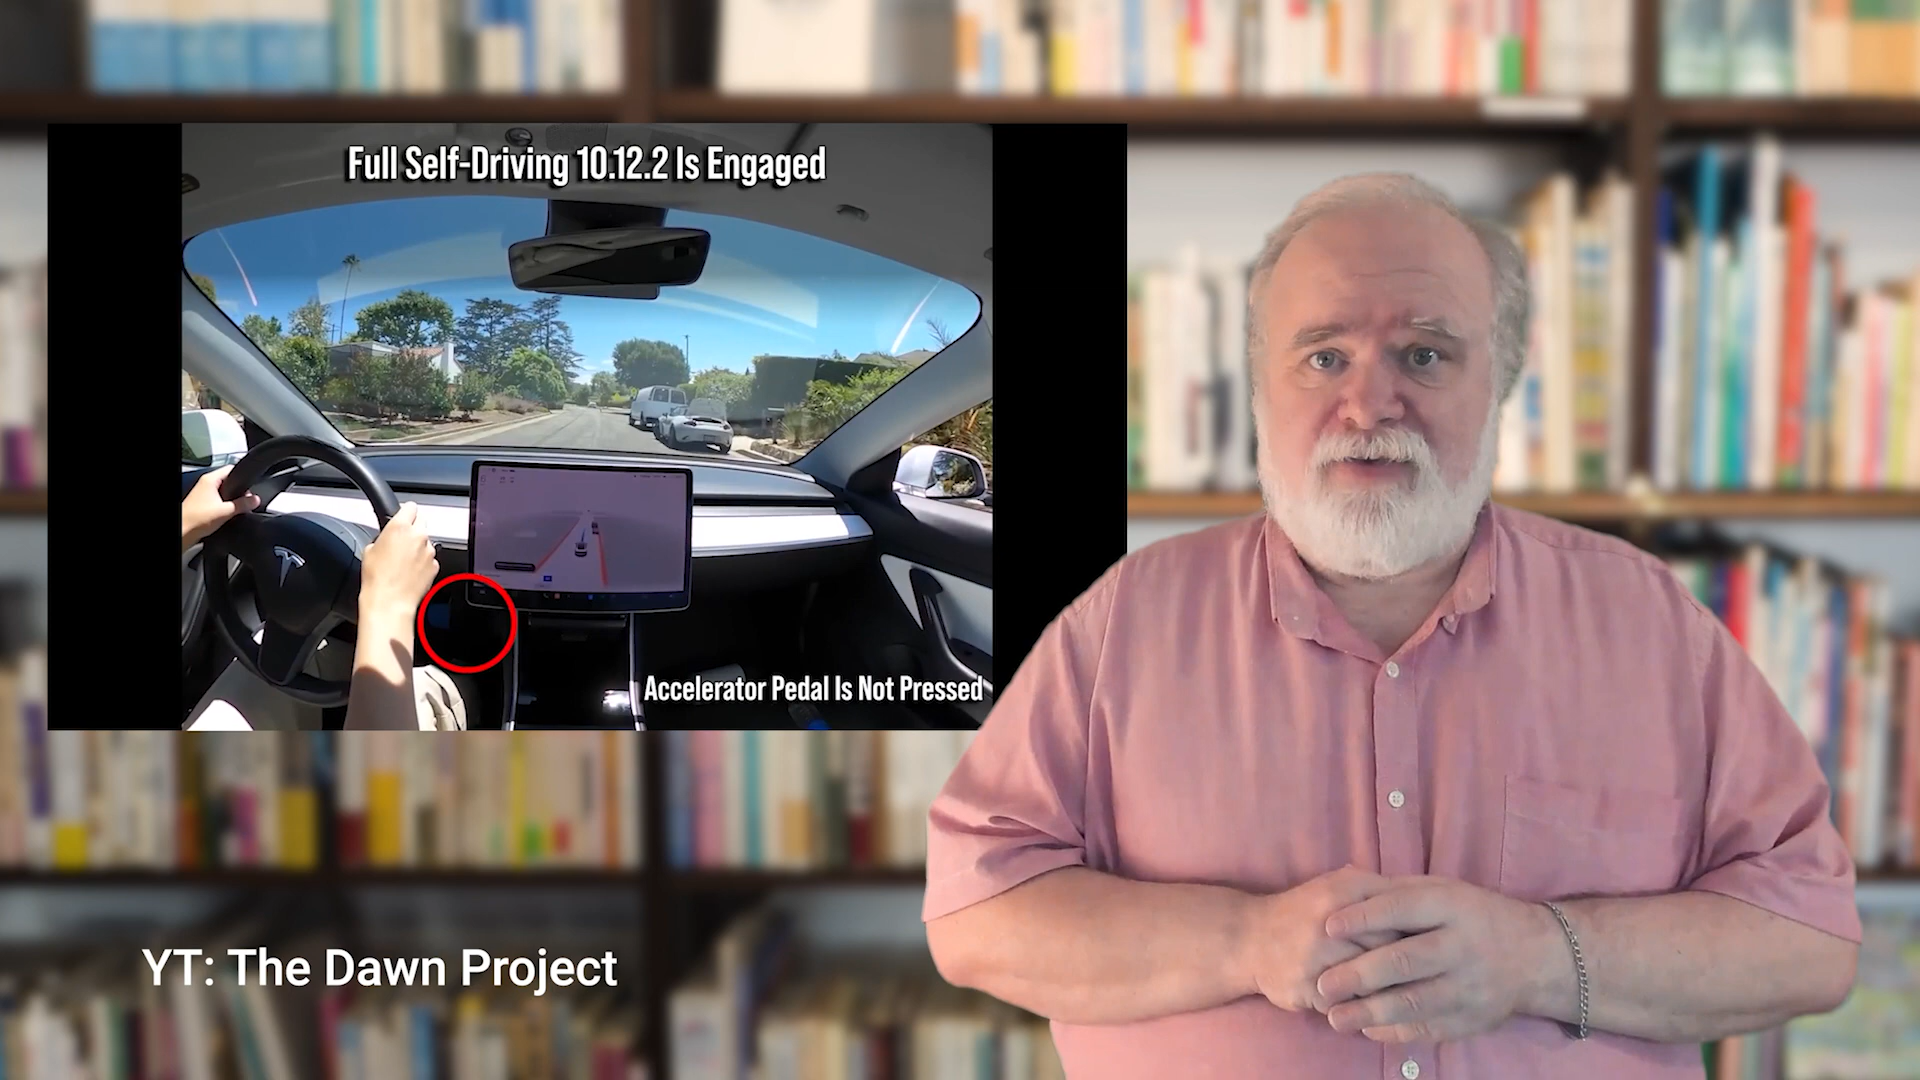 Full Self-Driving 10.12.2 Is Engaged
Accelerator Pedal Is Not Pressed
YT: The Dawn Project